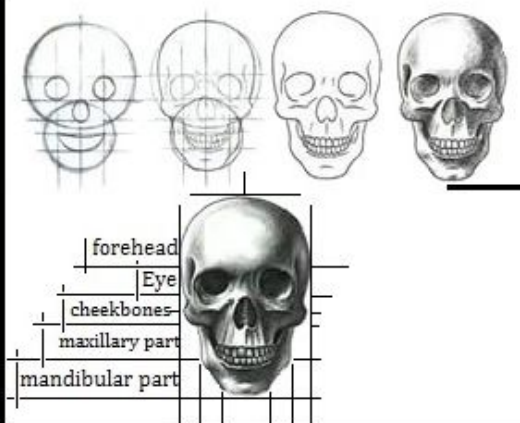 forehead
Eye
cheekbones
maxillary part
mandibular part